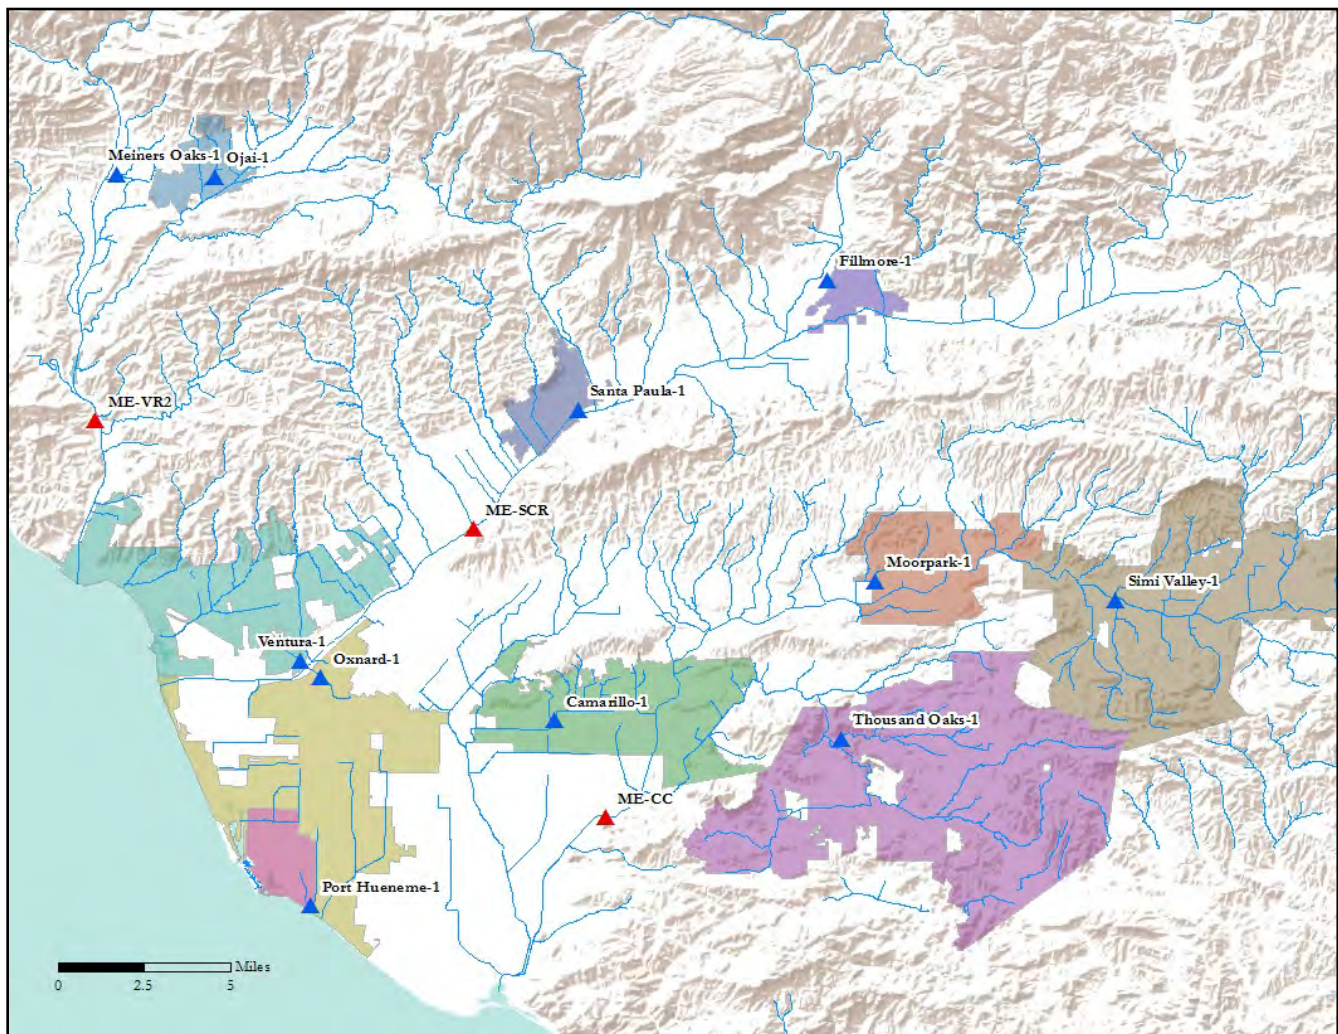 Meiners Oaks-1
Ojai-1
Fillmore-1
Santa Paula-1
ME-VR2
ME-SCR
Moorpark-1
Simi Valley-1
Ventura-1
Oxnard-1
Camarillo-1
Thousand Oaks-1
ME-CC
Port Hueneme-1
Miles
0 2.5 5